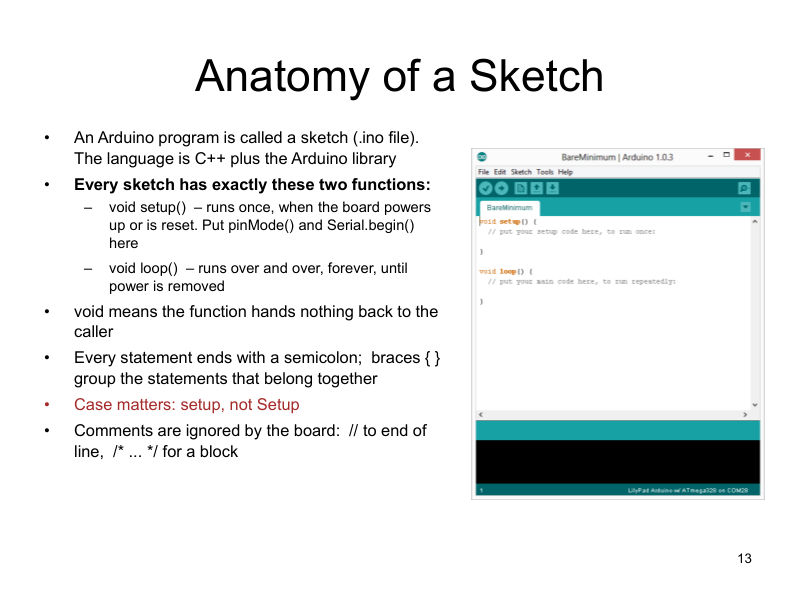 Anatomy of a Sketch
• An Arduino program is called a sketch (.ino file).
The language is C++ plus the Arduino library
• Every sketch has exactly these two functions:
– void setup() – runs once, when the board powers
up or is reset. Put pinMode() and Serial.begin()
here
– void loop() – runs over and over, forever, until
power is removed
• void means the function hands nothing back to the
caller
• Every statement ends with a semicolon; braces { }
group the statements that belong together
• Case matters: setup, not Setup
• Comments are ignored by the board: // to end of
line, /* ... */ for a block
BareMinimum | Arduino 1.0.3
File Edit Sketch Tools Help
BareMinimum
void setup() {
// put your setup code here, to run once:
}
void loop() {
// put your main code here, to run repeatedly:
}
1 LilyPad Arduino w/ ATmega328 on COM28
13